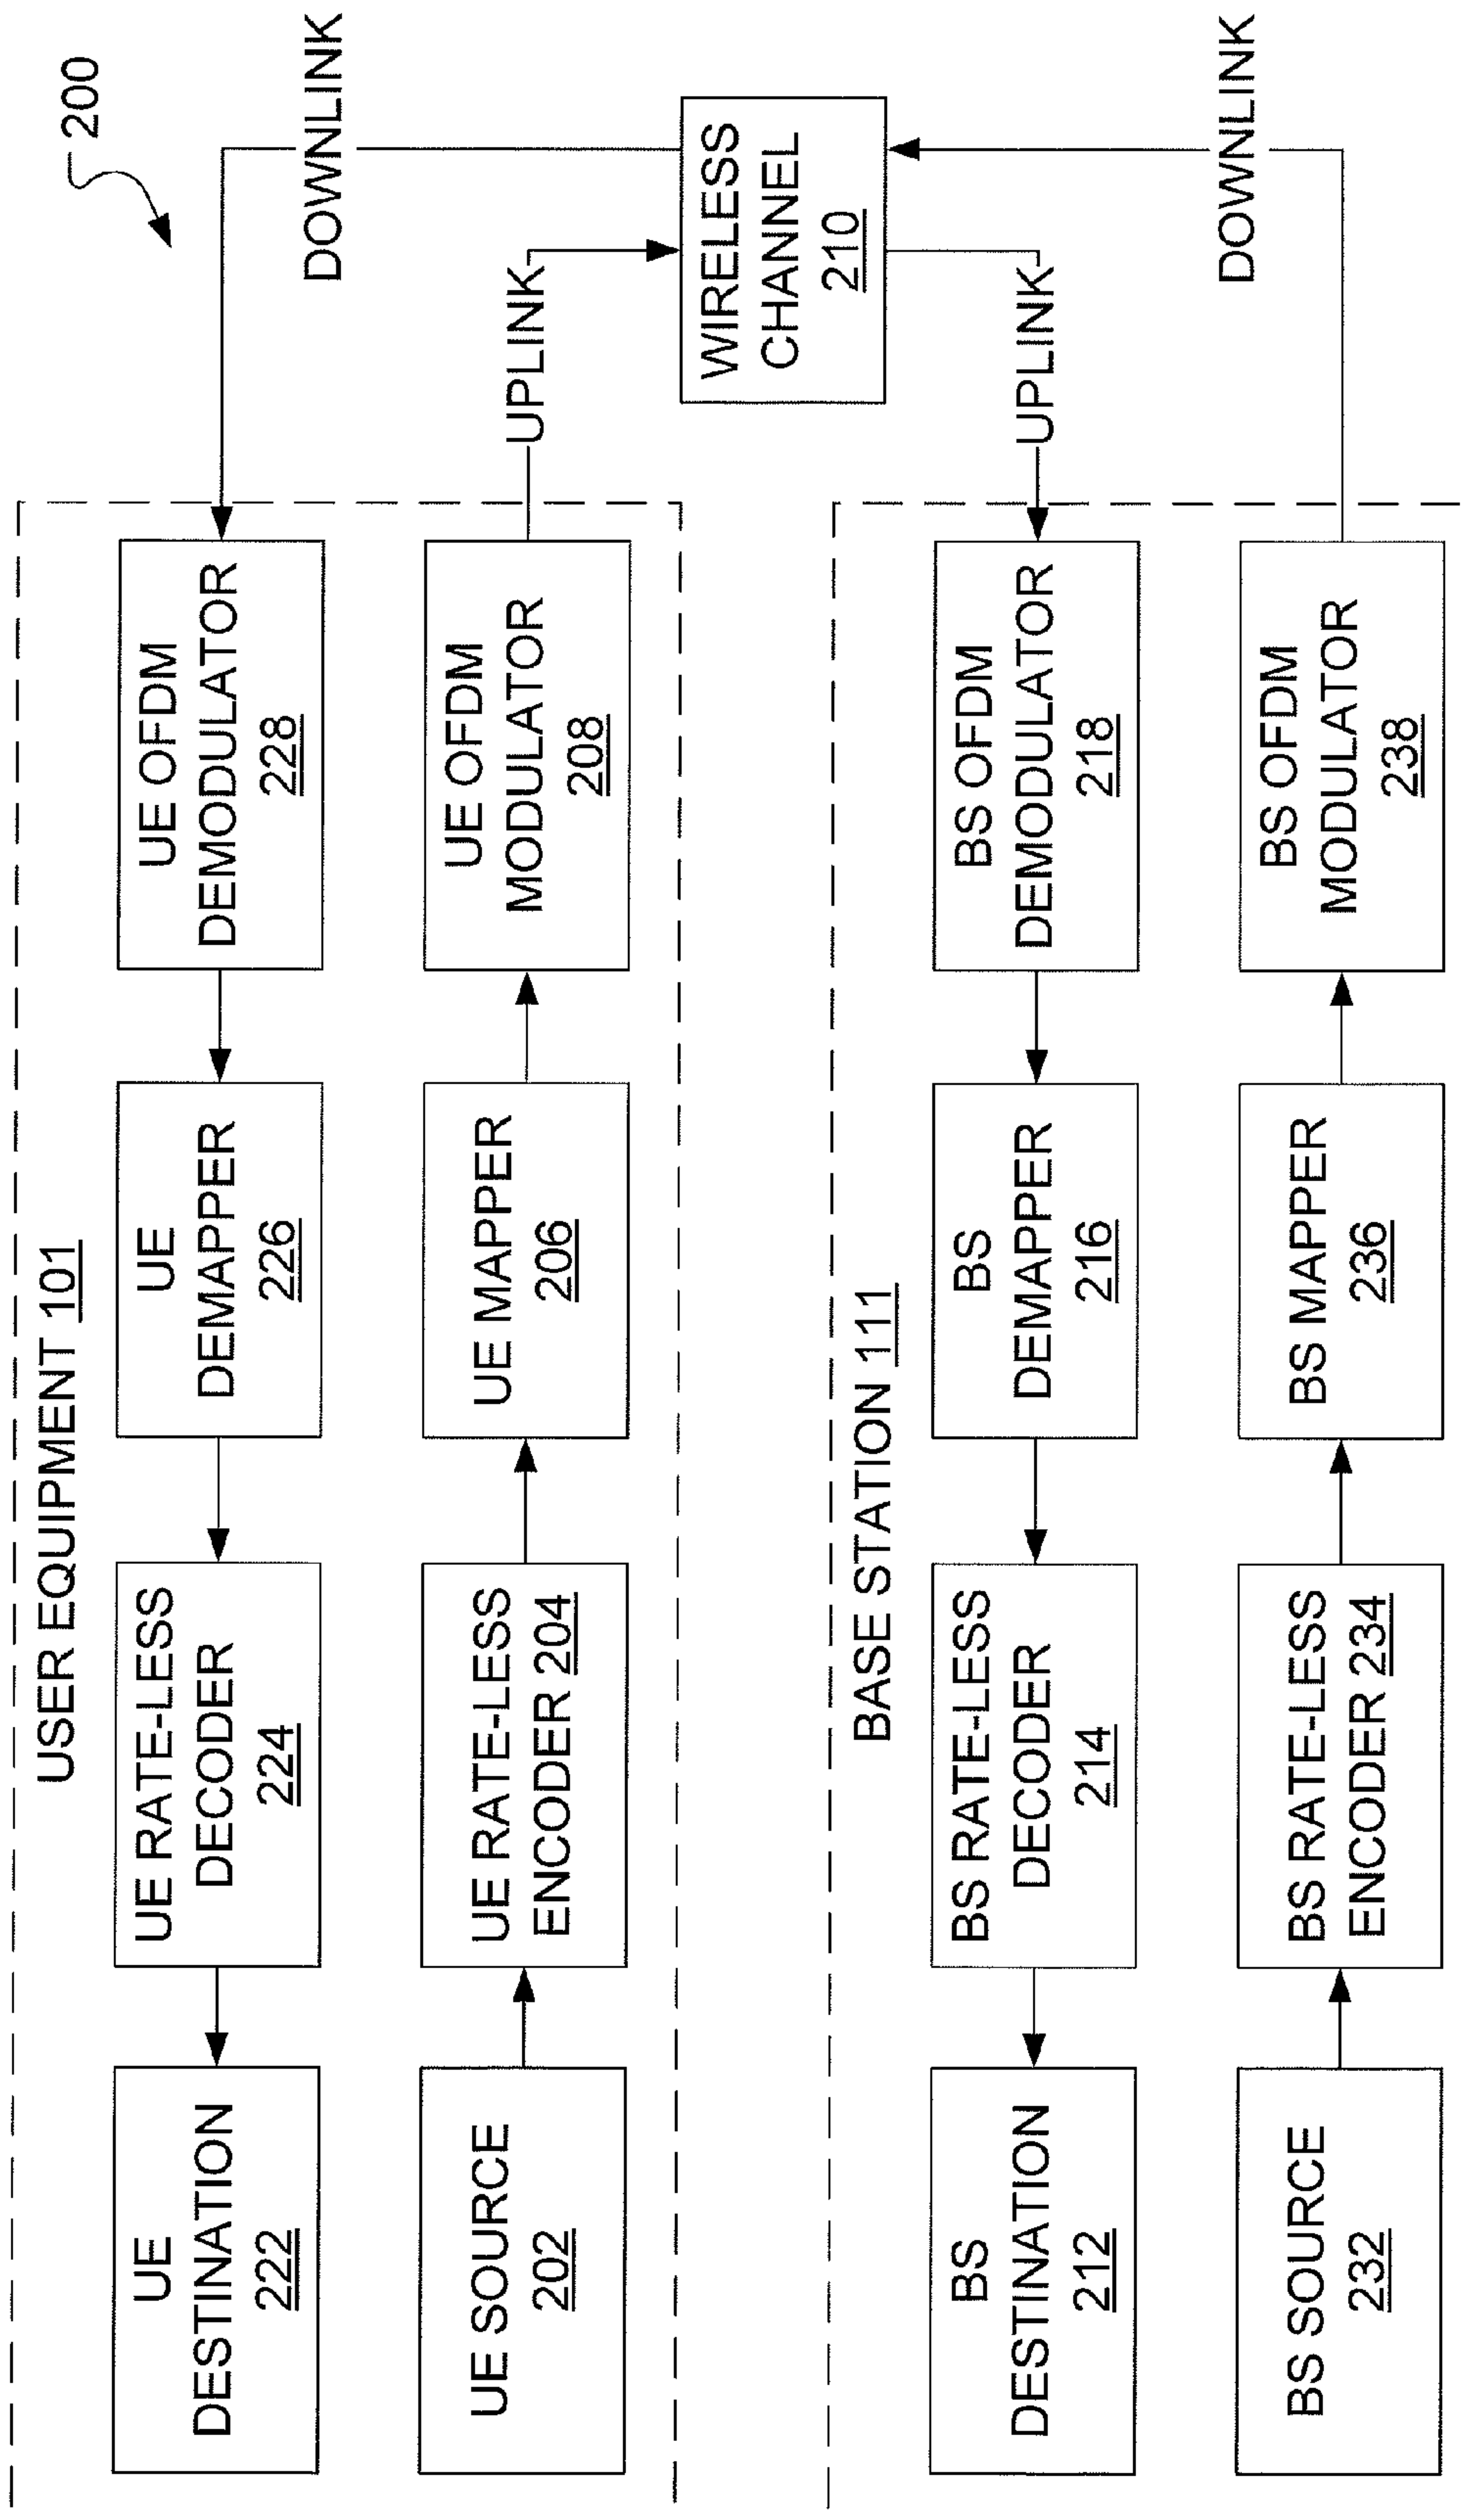 200
USER EQUIPMENT 101
UE
DESTINATION
222
UE RATE-LESS
DECODER
224
UE
DEMAPPER
226
UE OFDM
DEMODULATOR
228
DOWNLINK
UE SOURCE
202
UE RATE-LESS
ENCODER 204
UE MAPPER
206
UE OFDM
MODULATOR
208
UPLINK
WIRELESS
CHANNEL
210
BASE STATION 111
BS
DESTINATION
212
BS RATE-LESS
DECODER
214
BS
DEMAPPER
216
BS OFDM
DEMODULATOR
218
UPLINK
BS SOURCE
232
BS RATE-LESS
ENCODER 234
BS MAPPER
236
BS OFDM
MODULATOR
238
DOWNLINK